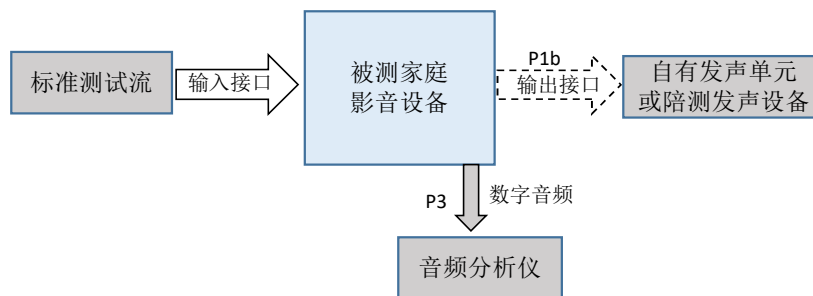 标准测试流
输入接口
被测家庭
影音设备
P1b
输出接口
自有发声单元
或陪测发声设备
P3
数字音频
音频分析仪